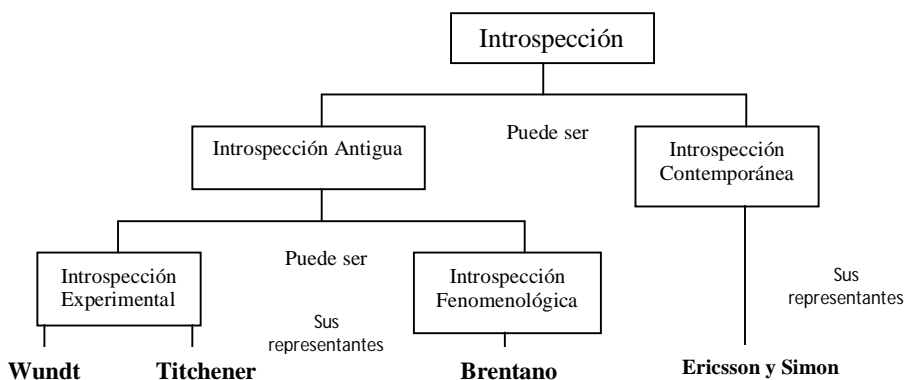 Introspección
Introspección Antigua
Puede ser
Introspección
Contemporánea
Introspección
Experimental
Puede ser
Introspección
Fenomenológica
Sus
representantes
Sus
representantes
Wundt
Titchener
Brentano
Ericsson y Simon